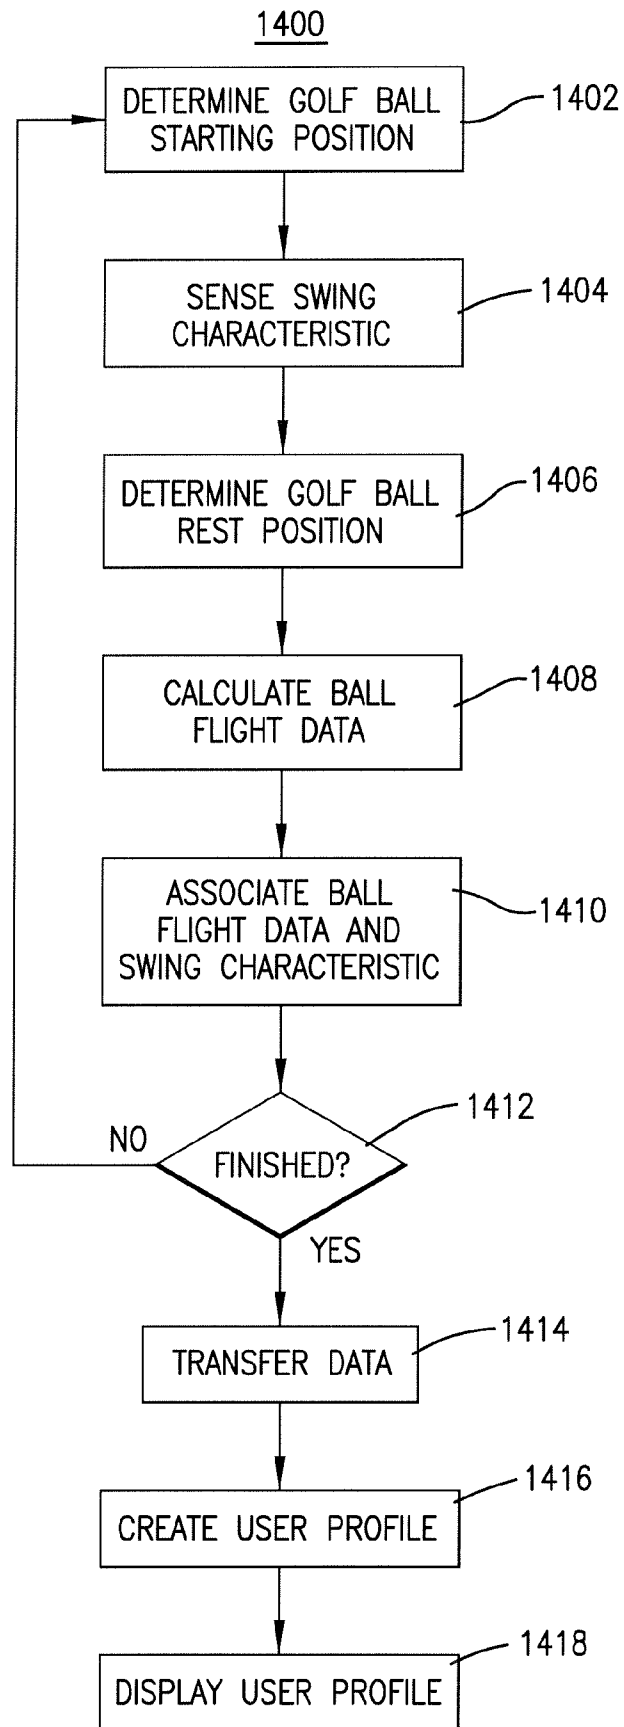 1400
DETERMINE GOLF BALL
STARTING POSITION
1402
SENSE SWING
CHARACTERISTIC
1404
DETERMINE GOLF BALL
REST POSITION
1406
CALCULATE BALL
FLIGHT DATA
1408
ASSOCIATE BALL
FLIGHT DATA AND
SWING CHARACTERISTIC
1410
FINISHED?
1412
NO
YES
TRANSFER DATA
1414
CREATE USER PROFILE
1416
DISPLAY USER PROFILE
1418